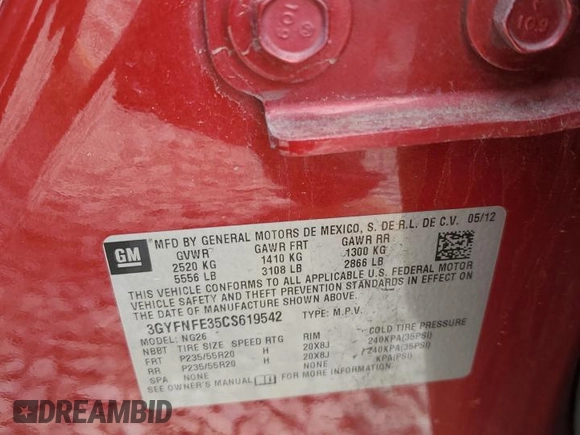 10.9
C
10.9
GM
MFD BY GENERAL MOTORS DE MEXICO, S. DE R.L. DE C.V. 05/12
GVWR GAWR FRT GAWR RR
2520 KG 1410 KG 1300 KG
5556 LB 3108 LB 2866 LB
THIS VEHICLE CONFORMS TO ALL APPLICABLE U.S. FEDERAL MOTOR
VEHICLE SAFETY AND THEFT PREVENTION STANDARDS IN EFFECT ON
THE DATE OF MANUFACTURE SHOWN ABOVE.
3GYFNFE35CS619542 TYPE: M.P.V.
MODEL: NG26
NBBT TIRE SIZE SPEED RTG RIM COLD TIRE PRESSURE
FRT P235/55R20 H 20X8J 240KPA(35PSI)
RR P235/55R20 H 20X8J 240KPA(35PSI)
SPA NONE NONE KPA(PSI)
SEE OWNER'S MANUAL FOR MORE INFORMATION.
DREAMBID